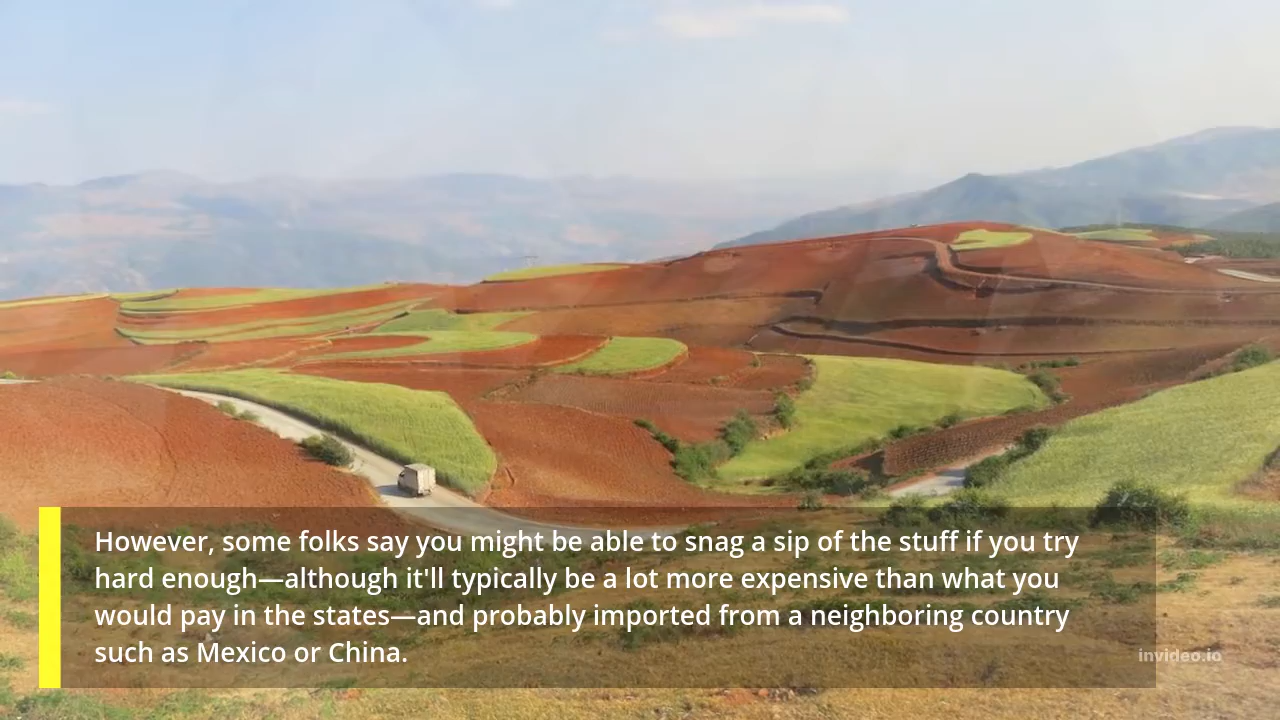 However, some folks say you might be able to snag a sip of the stuff if you try
hard enough—although it'll typically be a lot more expensive than what you
would pay in the states—and probably imported from a neighboring country
such as Mexico or China.
invideo.io